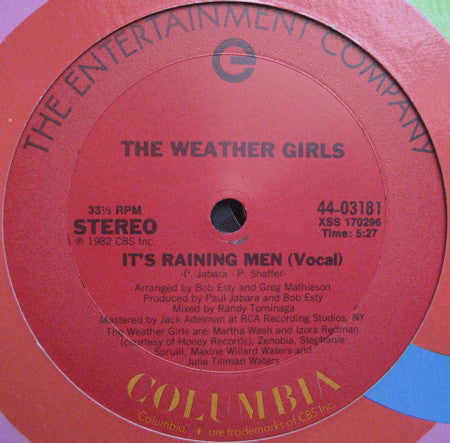 THE ENTERTAINMENT COMPANY
THE WEATHER GIRLS
33⅓ RPM
STEREO
℗ 1982 CBS Inc.
44-03181
XSS 170296
Time: 5:27
IT'S RAINING MEN (Vocal)
-P. Jabara - P. Shaffer-
Arranged by Bob Esty and Greg Mathieson
Produced by Paul Jabara and Bob Esty
Mixed by Randy Tominaga
Mastered by Jack Adelman at RCA Recording Studios, NY
The Weather Girls are: Martha Wash and Izora Redman
(courtesy of Honey Records), Zenobia, Stephanie
Spruill, Maxine Willard Waters and
Julia Tillman Waters
COLUMBIA
"Columbia" are trademarks of CBS Inc.